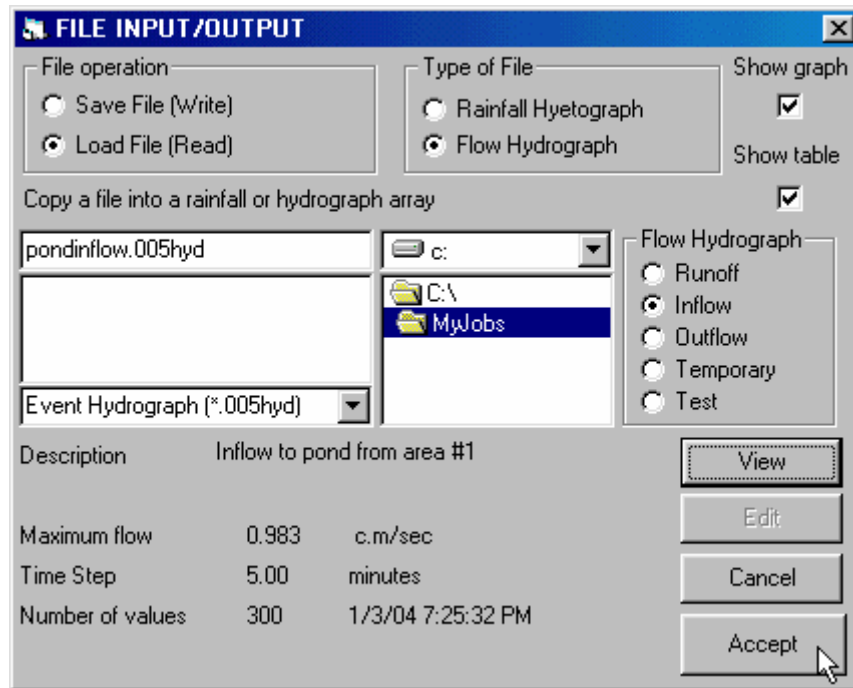 FILE INPUT/OUTPUT
File operation
Save File (Write)
Load File (Read)
Type of File
Rainfall Hyetograph
Flow Hydrograph
Show graph
Show table
Copy a file into a rainfall or hydrograph array
pondinflow.005hyd
c:
C:\
MyJobs
Event Hydrograph (*.005hyd)
Flow Hydrograph
Runoff
Inflow
Outflow
Temporary
Test
Description Inflow to pond from area #1
Maximum flow 0.983 c.m/sec
Time Step 5.00 minutes
Number of values 300 1/3/04 7:25:32 PM
View
Edit
Cancel
Accept